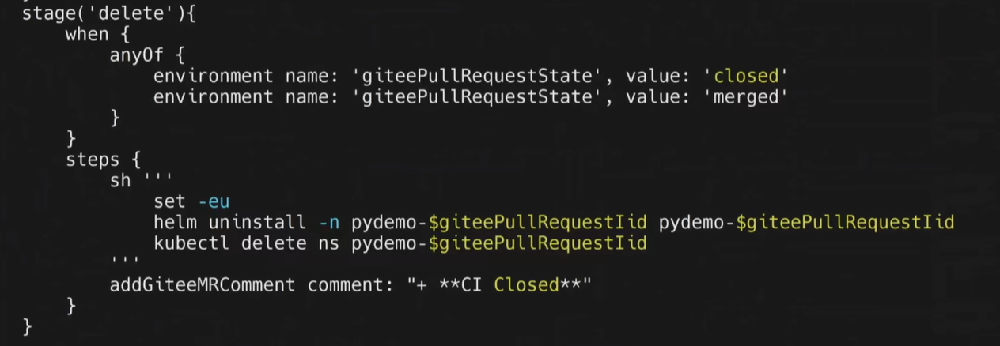 stage('delete'){
    when {
        anyOf {
            environment name: 'giteePullRequestState', value: 'closed'
            environment name: 'giteePullRequestState', value: 'merged'
        }
    }
    steps {
        sh '''
            set -eu
            helm uninstall -n pydemo-$giteePullRequestIid pydemo-$giteePullRequestIid
            kubectl delete ns pydemo-$giteePullRequestIid
        '''
        addGiteeMRComment comment: "+ **CI Closed**"
    }
}